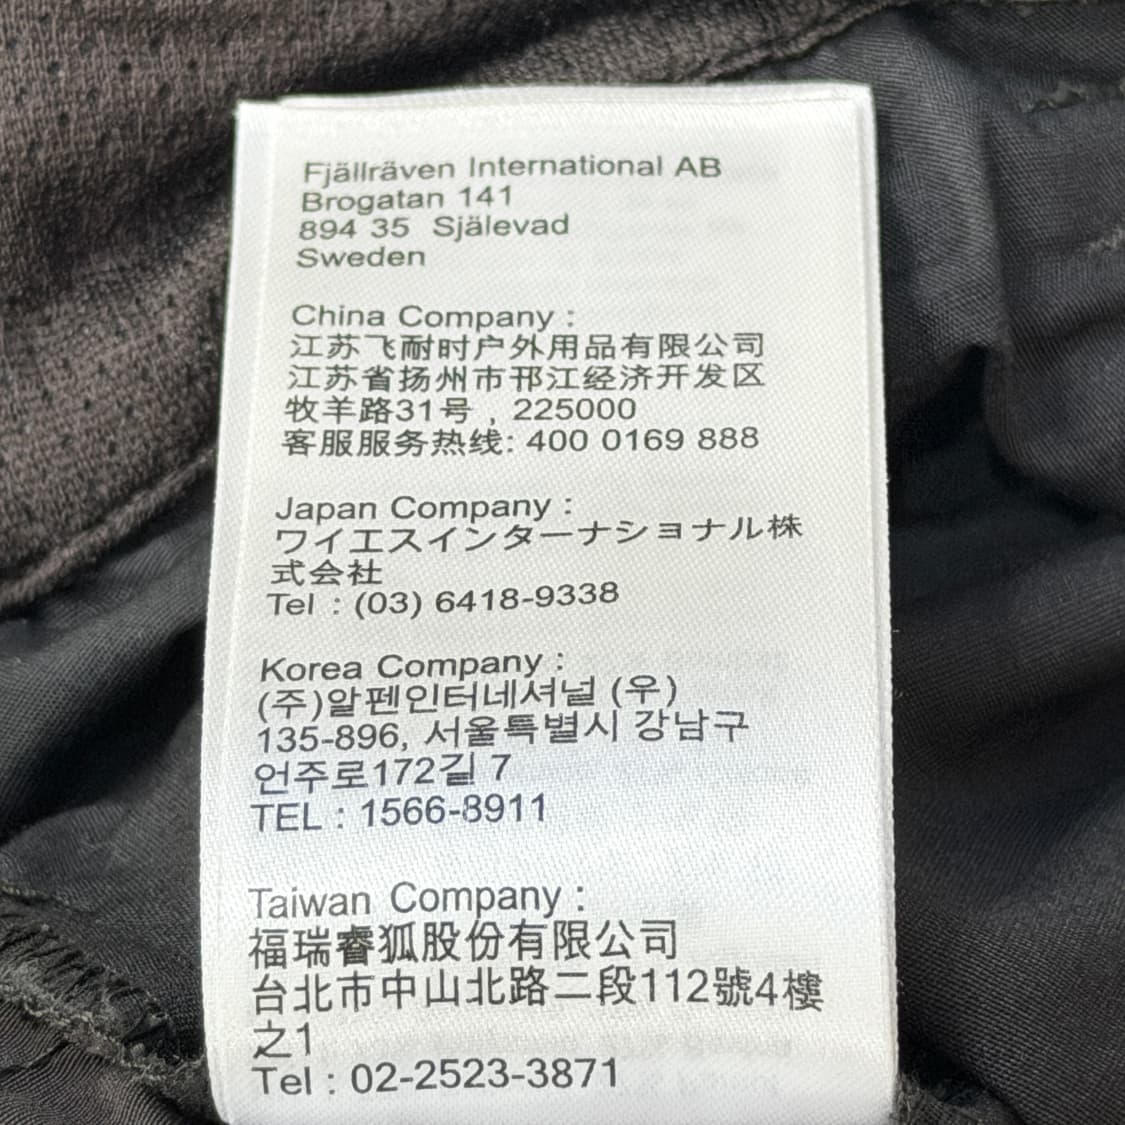 Fjällräven International AB
Brogatan 141
894 35 Själevad
Sweden
China Company :
江苏飞耐时户外用品有限公司
江苏省扬州市邗江经济开发区
牧羊路31号 , 225000
客服服务热线: 400 0169 888
Japan Company :
ワイエスインターナショナル株
式会社
Tel : (03) 6418-9338
Korea Company :
(주)알펜인터네셔널 (우)
135-896, 서울특별시 강남구
언주로172길 7
TEL : 1566-8911
Taiwan Company :
福瑞睿狐股份有限公司
台北市中山北路二段112號4樓
之1
Tel : 02-2523-3871